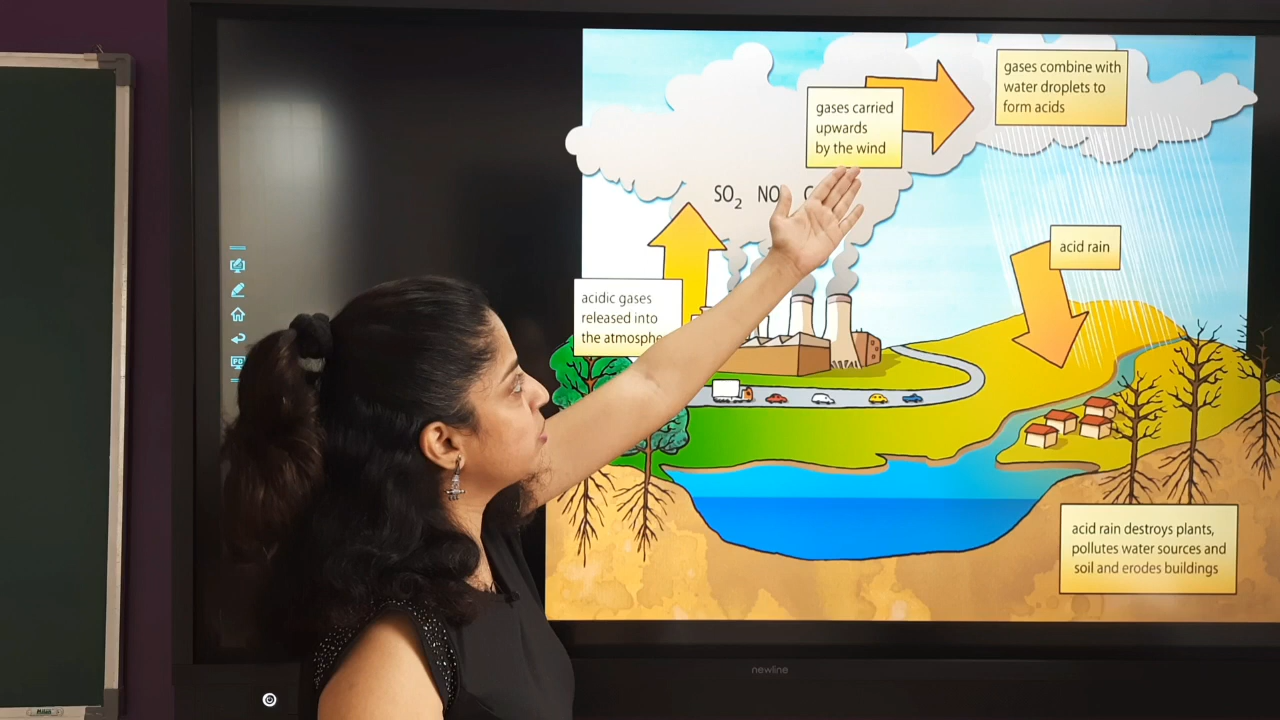 gases combine with
water droplets to
form acids
gases carried
upwards
by the wind
SO2 NO
acid rain
acidic gases
released into
the
acid rain destroys plants,
pollutes water sources and
soil and erodes buildings
newline